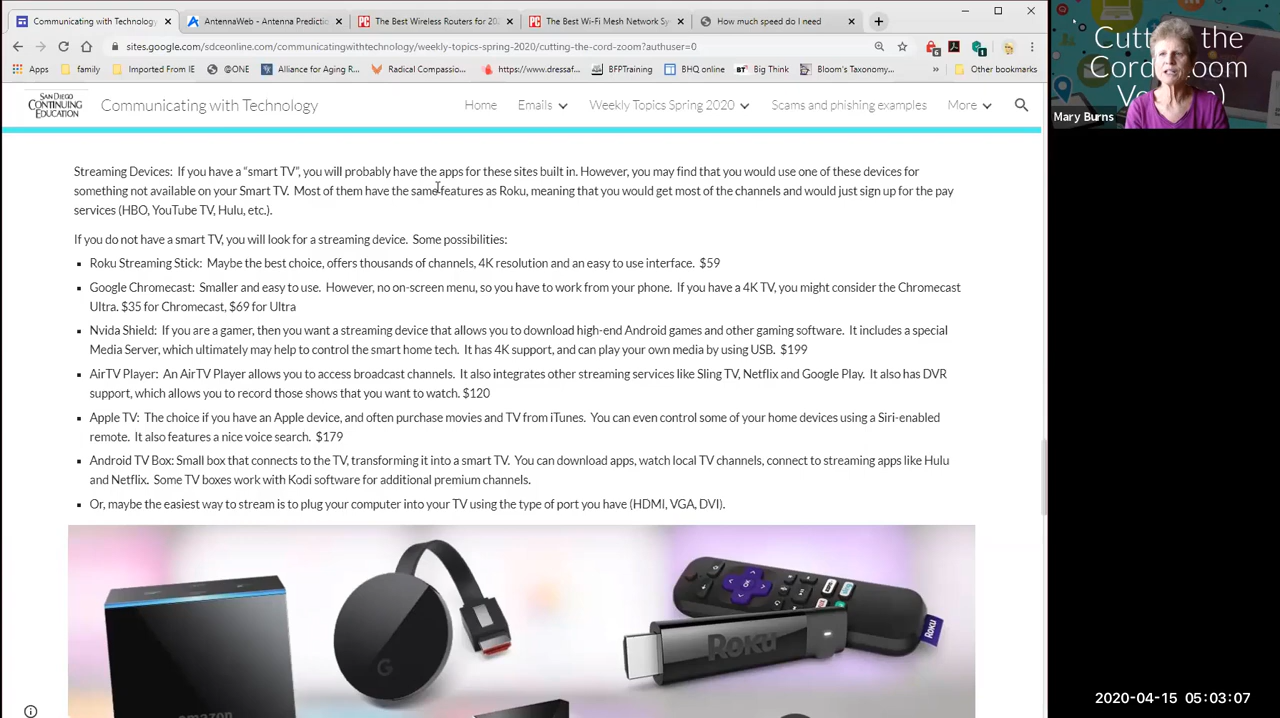 Communicating with Technology
AntennaWeb - Antenna Predictio
The Best Wireless Routers for 202
The Best Wi-Fi Mesh Network Sy
How much speed do I need
sites.google.com/sdceonline.com/communicatingwithtechnology/weekly-topics-spring-2020/cutting-the-cord-zoom?authuser=0
Apps family Imported From IE @ONE Alliance for Aging R... Radical Compassio... https://www.dressaf... BFPTraining BHQ online BT Big Think Bloom's Taxonomy... » Other bookmarks
SAN DIEGO
CONTINUING
EDUCATION
Communicating with Technology
Home Emails Weekly Topics Spring 2020 Scams and phishing examples More
Streaming Devices: If you have a “smart TV”, you will probably have the apps for these sites built in. However, you may find that you would use one of these devices for
something not available on your Smart TV. Most of them have the same features as Roku, meaning that you would get most of the channels and would just sign up for the pay
services (HBO, YouTube TV, Hulu, etc.).
If you do not have a smart TV, you will look for a streaming device. Some possibilities:
Roku Streaming Stick: Maybe the best choice, offers thousands of channels, 4K resolution and an easy to use interface. $59
Google Chromecast: Smaller and easy to use. However, no on-screen menu, so you have to work from your phone. If you have a 4K TV, you might consider the Chromecast
Ultra. $35 for Chromecast, $69 for Ultra
Nvida Shield: If you are a gamer, then you want a streaming device that allows you to download high-end Android games and other gaming software. It includes a special
Media Server, which ultimately may help to control the smart home tech. It has 4K support, and can play your own media by using USB. $199
AirTV Player: An AirTV Player allows you to access broadcast channels. It also integrates other streaming services like Sling TV, Netflix and Google Play. It also has DVR
support, which allows you to record those shows that you want to watch. $120
Apple TV: The choice if you have an Apple device, and often purchase movies and TV from iTunes. You can even control some of your home devices using a Siri-enabled
remote. It also features a nice voice search. $179
Android TV Box: Small box that connects to the TV, transforming it into a smart TV. You can download apps, watch local TV channels, connect to streaming apps like Hulu
and Netflix. Some TV boxes work with Kodi software for additional premium channels.
Or, maybe the easiest way to stream is to plug your computer into your TV using the type of port you have (HDMI, VGA, DVI).
amazon
G
OK
Roku
Roku
the
Cord
oom
Mary Burns
2020-04-15 05:03:07